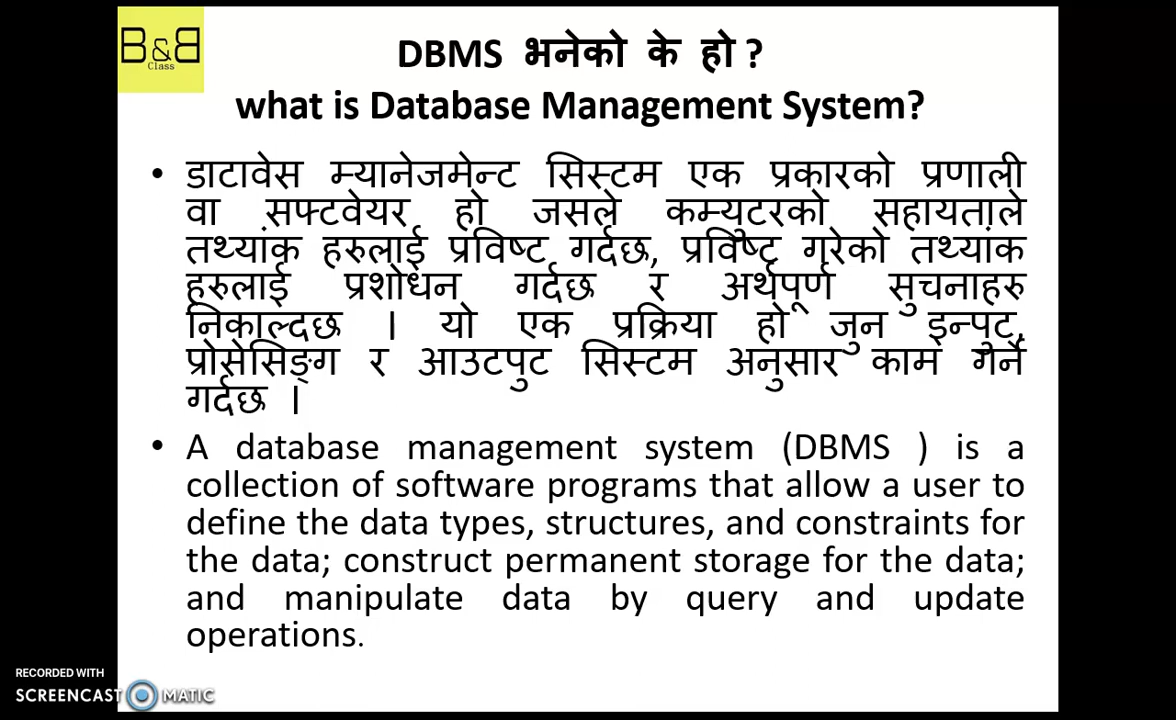 B&B
Class
DBMS भनेको के हो ?
what is Database Management System?
• डाटावेस म्यानेजमेन्ट सिस्टम एक प्रकारको प्रणाली
वा सफ्टवेयर हो जसले कम्प्युटरको सहायताले
तथ्यांक हरुलाई प्रविष्ट गर्दछ, प्रविष्ट गरेको तथ्यांक
हरुलाई प्रशोधन गर्दछ र अर्थपूर्ण सुचनाहरु
निकाल्दछ । यो एक प्रक्रिया हो जुन इन्पुट,
प्रोसेसिङ्ग र आउटपुट सिस्टम अनुसार काम गर्ने
गर्दछ ।
• A database management system (DBMS ) is a
collection of software programs that allow a user to
define the data types, structures, and constraints for
the data; construct permanent storage for the data;
and manipulate data by query and update
operations.
RECORDED WITH
SCREENCAST MATIC